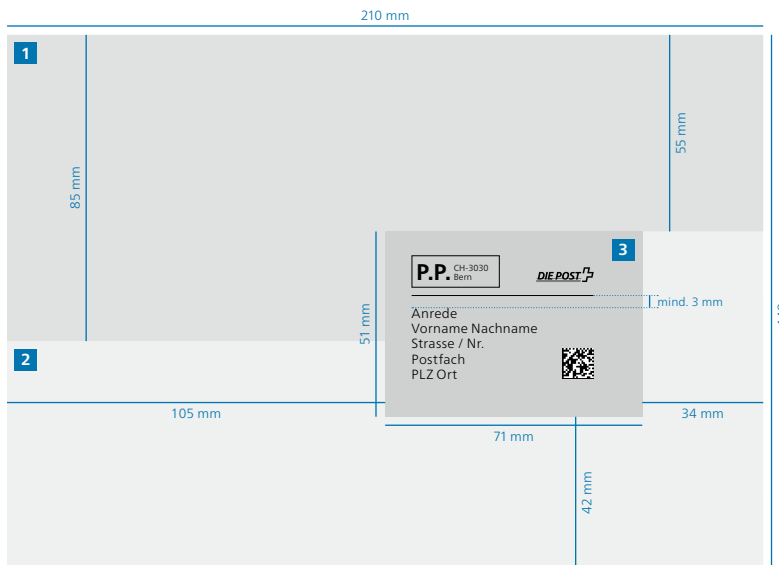 210 mm
1
85 mm
55 mm
3
P.P. CH-3030
Bern
DIE POST
mind. 3 mm
Anrede
Vorname Nachname
Strasse / Nr.
Postfach
PLZ Ort
51 mm
2
105 mm
34 mm
71 mm
42 mm